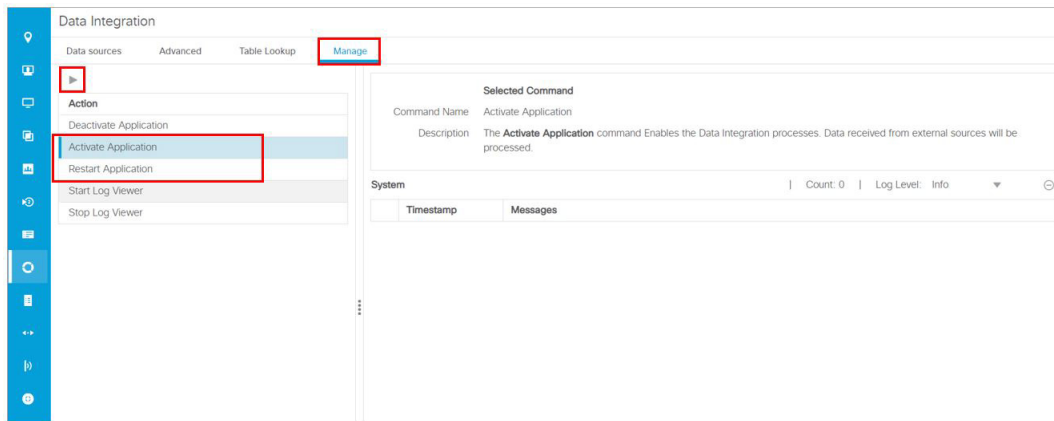 Data Integration
Data sources Advanced Table Lookup Manage
Action
Deactivate Application
Activate Application
Restart Application
Start Log Viewer
Stop Log Viewer
Selected Command
Command Name Activate Application
Description The Activate Application command Enables the Data Integration processes. Data received from external sources will be
processed.
System | Count: 0 | Log Level: Info
Timestamp Messages